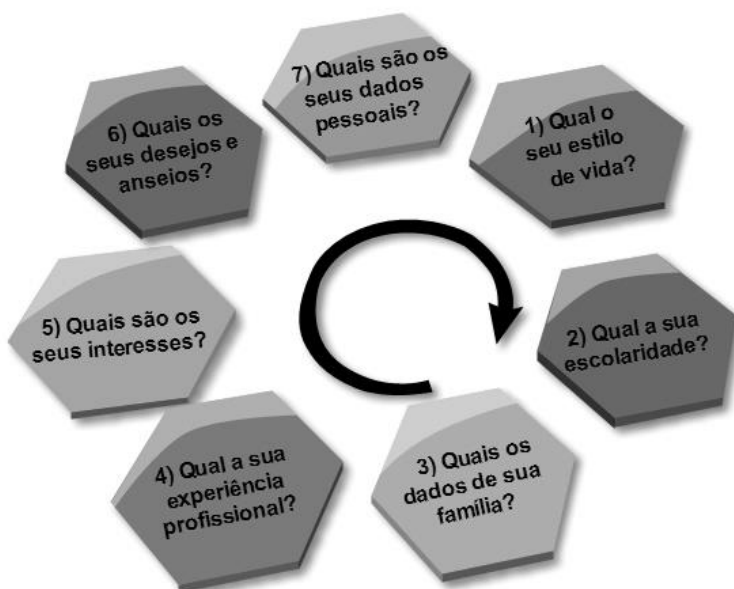 1) Qual o
seu estilo
de vida?
2) Qual a sua
escolaridade?
3) Quais os
dados de sua
família?
4) Qual a sua
experiência
profissional?
5) Quais são os
seus interesses?
6) Quais os
seus desejos e
anseios?
7) Quais são os
seus dados
pessoais?